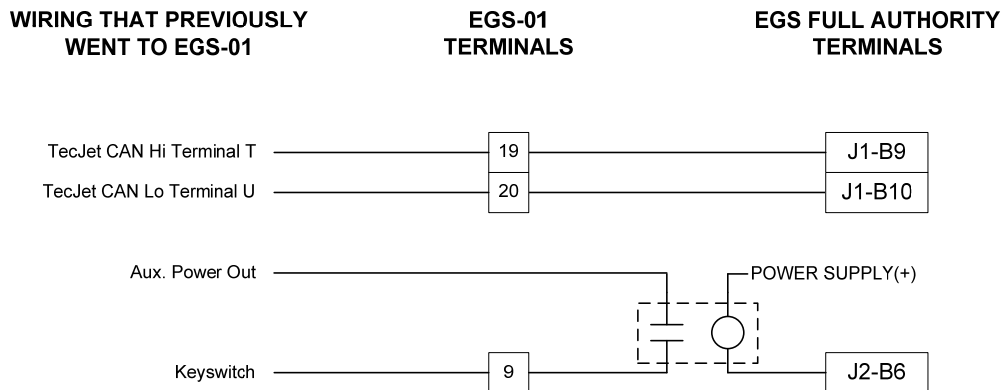 WIRING THAT PREVIOUSLY
WENT TO EGS-01
EGS-01
TERMINALS
EGS FULL AUTHORITY
TERMINALS
TecJet CAN Hi Terminal T
19
J1-B9
TecJet CAN Lo Terminal U
20
J1-B10
Aux. Power Out
POWER SUPPLY(+)
Keyswitch
9
J2-B6